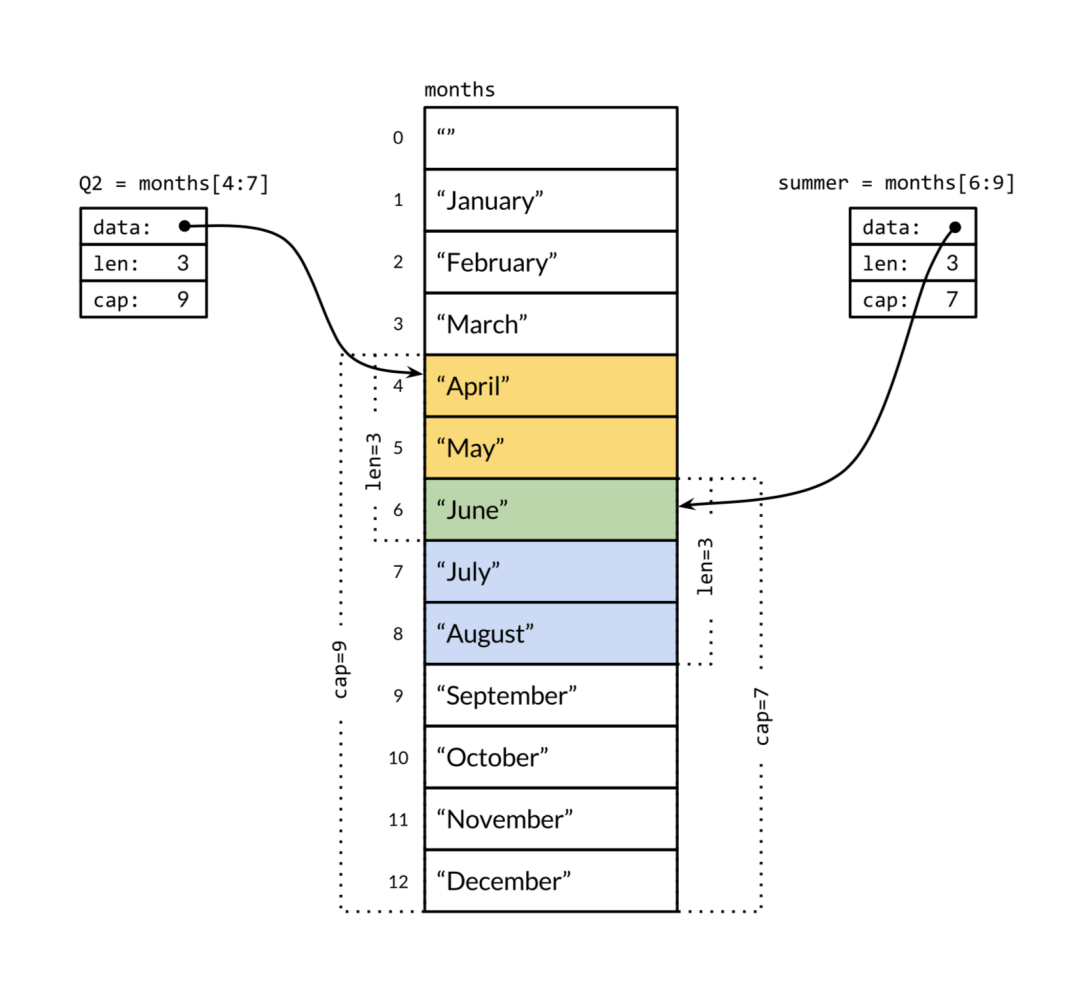 months
0 “”
1 “January”
2 “February”
3 “March”
4 “April”
5 “May”
6 “June”
7 “July”
8 “August”
9 “September”
10 “October”
11 “November”
12 “December”
Q2 = months[4:7]
data:
len: 3
cap: 9
len=3
cap=9
summer = months[6:9]
data:
len: 3
cap: 7
len=3
cap=7